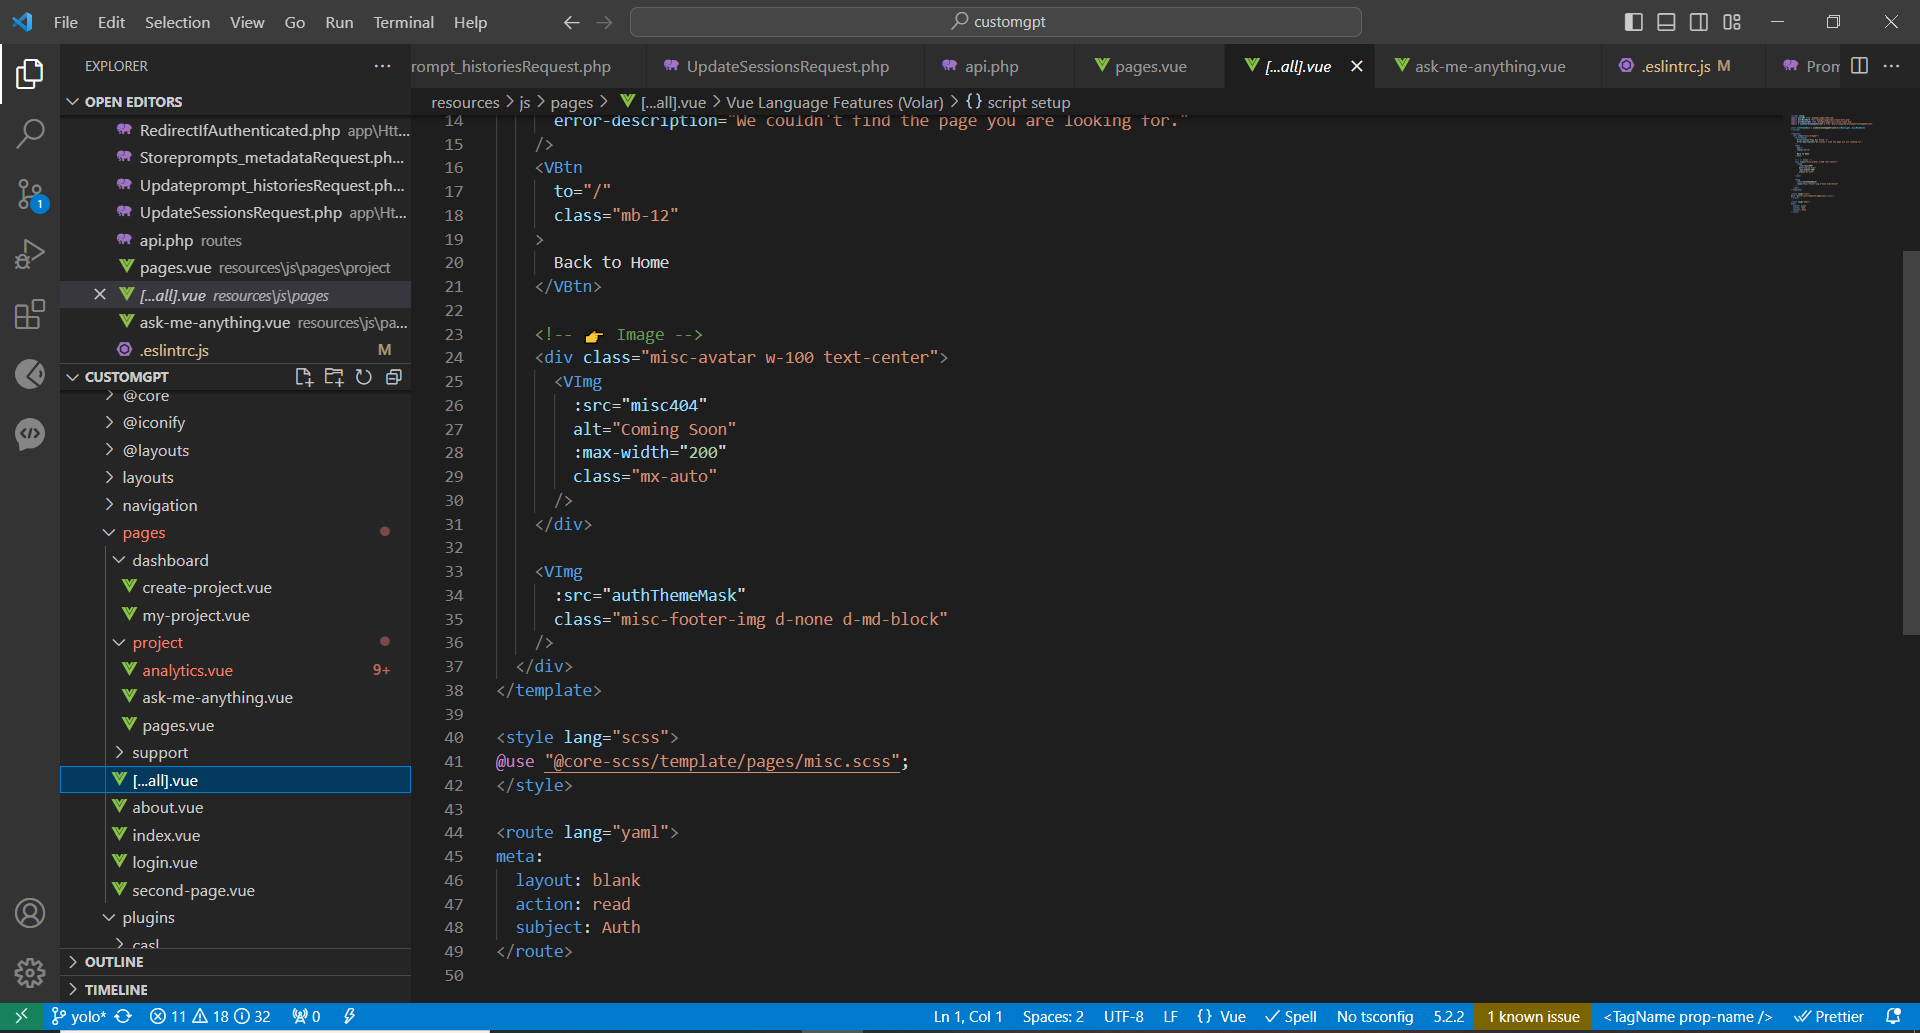 File Edit Selection View Go Run Terminal Help
customgpt
EXPLORER
OPEN EDITORS
RedirectIfAuthenticated.php app\Htt...
Storeprompts_metadataRequest.ph...
Updateprompt_historiesRequest.ph...
UpdateSessionsRequest.php app\Ht...
api.php routes
pages.vue resources\js\pages\project
[...all].vue resources\js\pages
ask-me-anything.vue resources\js\pa...
.eslintrc.js M
CUSTOMGPT
@core
@iconify
@layouts
layouts
navigation
pages
dashboard
create-project.vue
my-project.vue
project
analytics.vue 9+
ask-me-anything.vue
pages.vue
support
[...all].vue
about.vue
index.vue
login.vue
second-page.vue
plugins
casl
OUTLINE
TIMELINE
rompt_historiesRequest.php UpdateSessionsRequest.php api.php pages.vue [...all].vue ask-me-anything.vue .eslintrc.js M Pron
resources > js > pages > [...all].vue > Vue Language Features (Volar) > {} script setup
14 error-description="We couldn't find the page you are looking for."
15 />
16 <VBtn
17 to="/"
18 class="mb-12"
19 >
20 Back to Home
21 </VBtn>
22
23 <!-- 👉 Image -->
24 <div class="misc-avatar w-100 text-center">
25 <VImg
26 :src="misc404"
27 alt="Coming Soon"
28 :max-width="200"
29 class="mx-auto"
30 />
31 </div>
32
33 <VImg
34 :src="authThemeMask"
35 class="misc-footer-img d-none d-md-block"
36 />
37 </div>
38 </template>
39
40 <style lang="scss">
41 @use "@core-scss/template/pages/misc.scss";
42 </style>
43
44 <route lang="yaml">
45 meta:
46 layout: blank
47 action: read
48 subject: Auth
49 </route>
50
1
yolo* 11 18 32 0 Ln 1, Col 1 Spaces: 2 UTF-8 LF {} Vue Spell No tsconfig 5.2.2 1 known issue <TagName prop-name /> Prettier